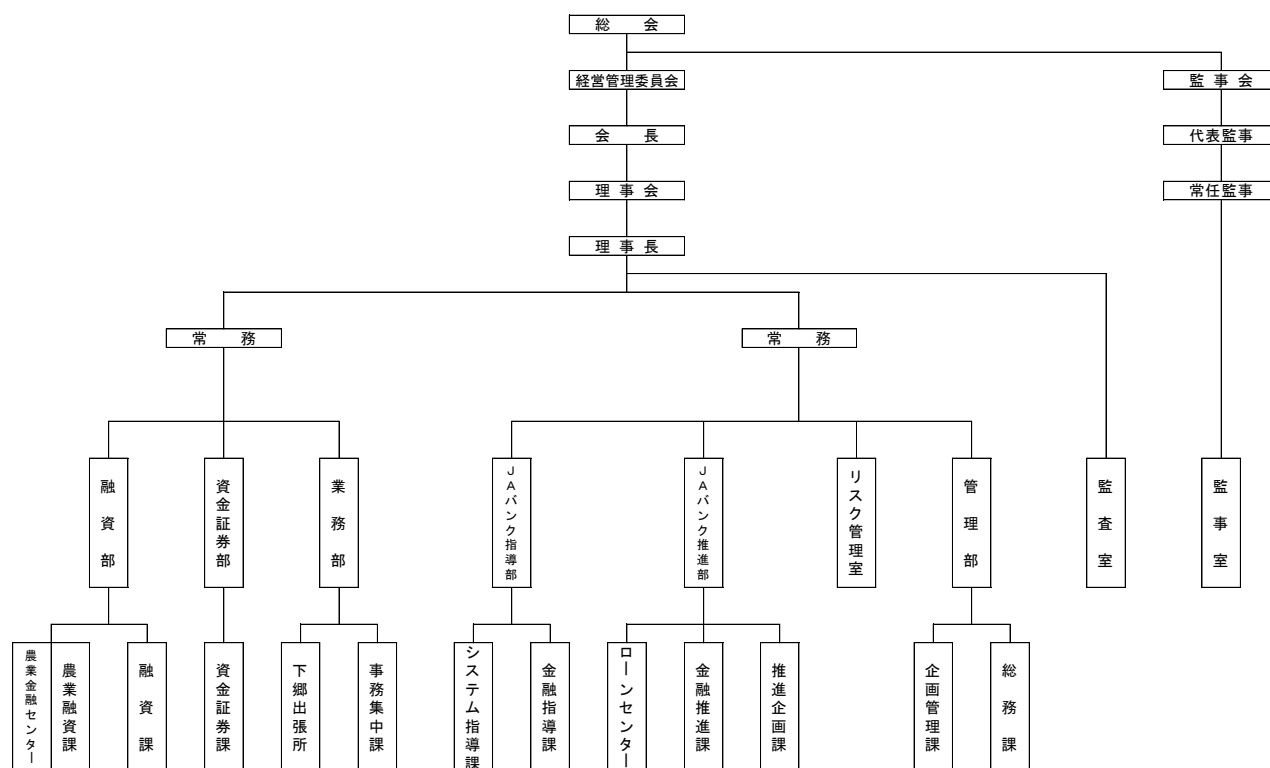 総　会
経営管理委員会
監 事 会
会　長
代表監事
理 事 会
常任監事
理 事 長
常　務
常　務
融資部
資金証券部
業務部
ＪＡバンク指導部
ＪＡバンク推進部
リスク管理室
管理部
監査室
監事室
農業金融センター
農業融資課
融資課
資金証券課
下郷出張所
事務集中課
システム指導課
金融指導課
ローンセンター
金融推進課
推進企画課
企画管理課
総務課